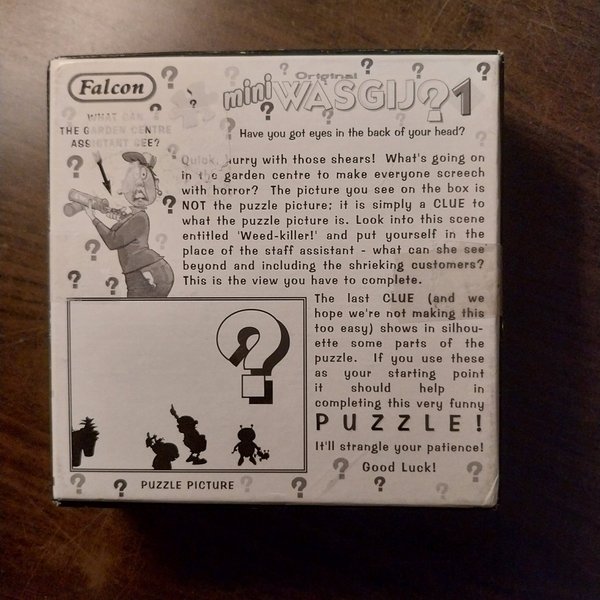 Falcon
Original
mini WASGIJ? 1
WHAT CAN
THE GARDEN CENTRE
ASSISTANT SEE?
Have you got eyes in the back of your head?
Quick, hurry with those shears! What's going on
in the garden centre to make everyone screech
with horror? The picture you see on the box is
NOT the puzzle picture; it is simply a CLUE to
what the puzzle picture is. Look into this scene
entitled 'Weed-killer!' and put yourself in the
place of the staff assistant - what can she see
beyond and including the shrieking customers?
This is the view you have to complete.
The last CLUE (and we
hope we're not making this
too easy) shows in silhou-
ette some parts of the
puzzle. If you use these
as your starting point
it should help in
completing this very funny
PUZZLE!
It'll strangle your patience!
Good Luck!
PUZZLE PICTURE